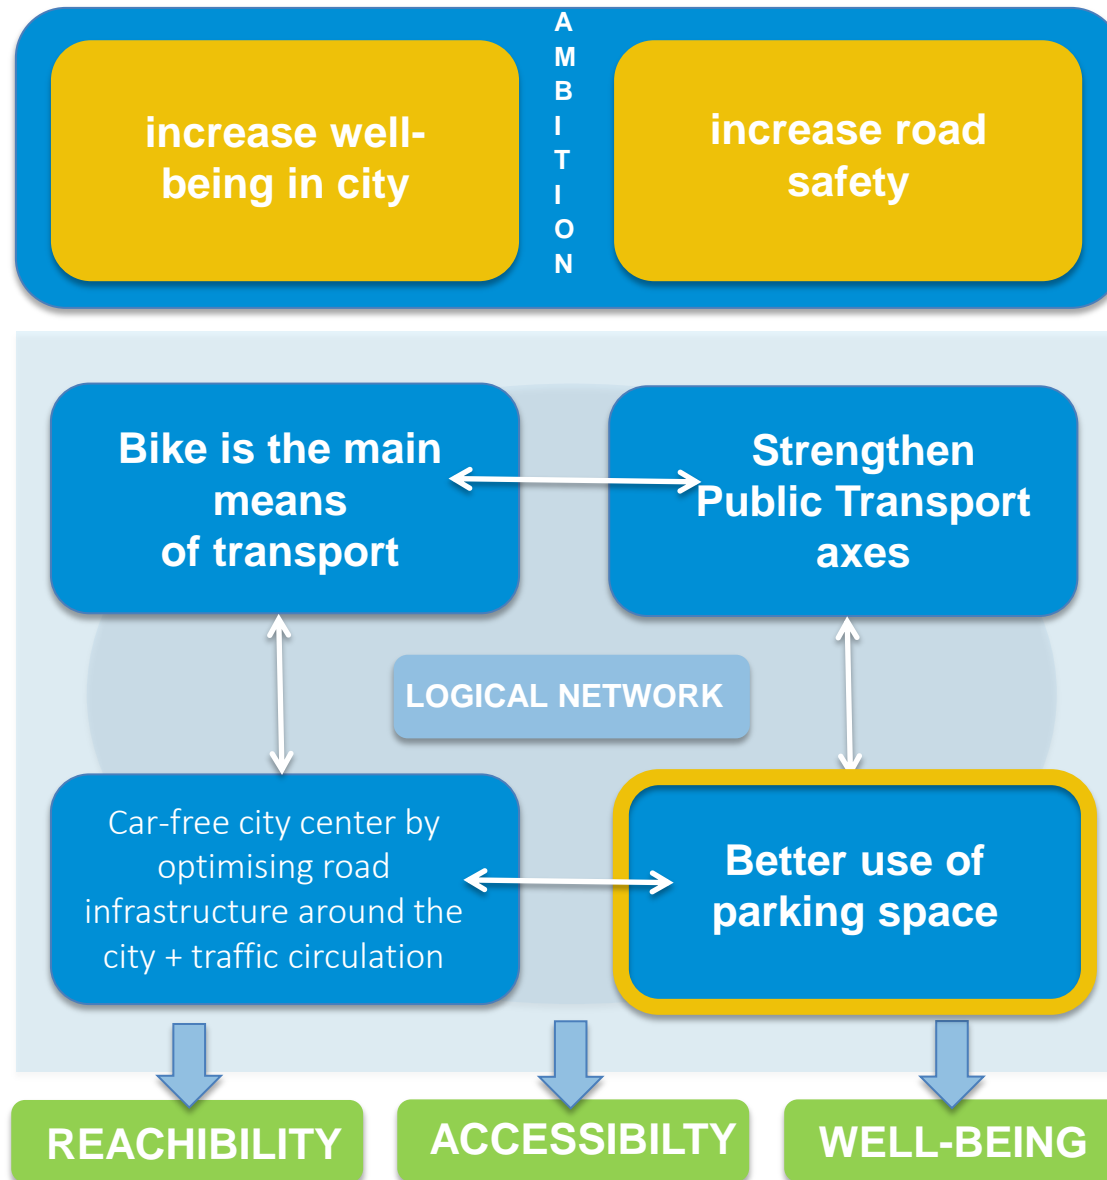 increase well-
being in city
A
M
B
I
T
I
O
N
increase road
safety
Bike is the main
means
of transport
Strengthen
Public Transport
axes
LOGICAL NETWORK
Car-free city center by
optimising road
infrastructure around the
city + traffic circulation
Better use of
parking space
REACHIBILITY
ACCESSIBILTY
WELL-BEING